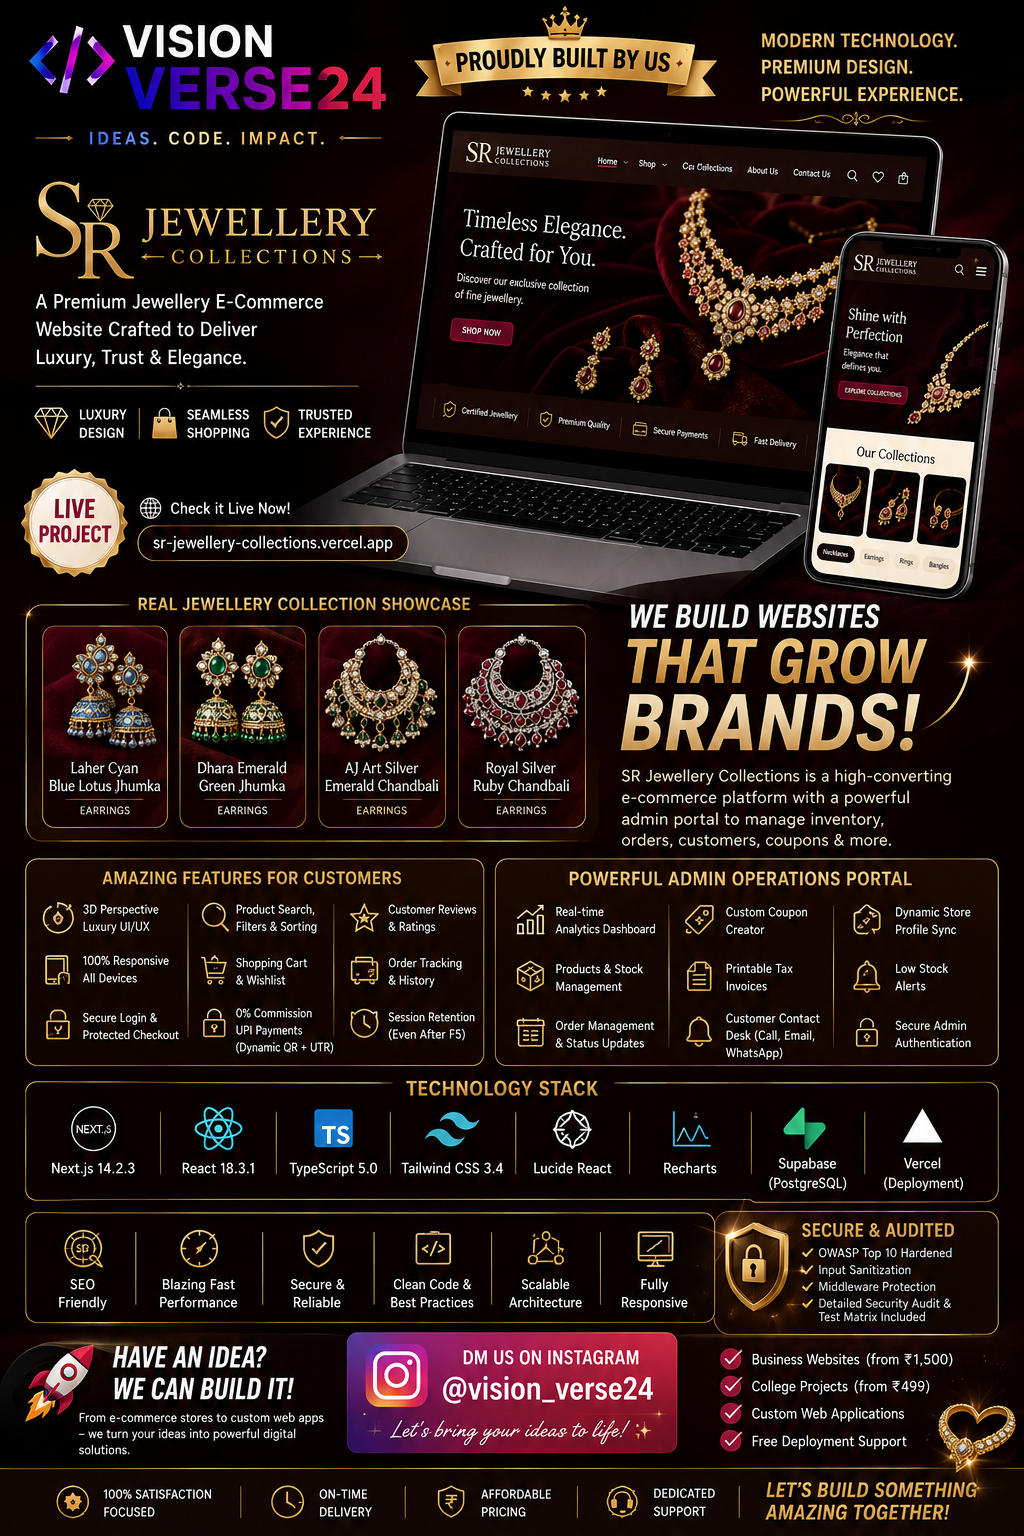 </>
VISION
VERSE24
IDEAS. CODE. IMPACT.
PROUDLY BUILT BY US
MODERN TECHNOLOGY.
PREMIUM DESIGN.
POWERFUL EXPERIENCE.
SR JEWELLERY
COLLECTIONS
A Premium Jewellery E-Commerce
Website Crafted to Deliver
Luxury, Trust & Elegance.
LUXURY
DESIGN
SEAMLESS
SHOPPING
TRUSTED
EXPERIENCE
LIVE
PROJECT
Check it Live Now!
sr-jewellery-collections.vercel.app
SR JEWELLERY
COLLECTIONS
Home
Shop
Collections
About Us
Contact Us
Timeless Elegance.
Crafted for You.
Discover our exclusive collection
of fine jewellery.
SHOP NOW
Certified Jewellery
Premium Quality
Secure Payments
Fast Delivery
SR JEWELLERY
COLLECTIONS
Shine with
Perfection
Elegance that
defines you.
EXPLORE COLLECTIONS
Our Collections
Necklaces
Earrings
Rings
Bangles
REAL JEWELLERY COLLECTION SHOWCASE
Laher Cyan
Blue Lotus Jhumka
EARRINGS
Dhara Emerald
Green Jhumka
EARRINGS
AJ Art Silver
Emerald Chandbali
EARRINGS
Royal Silver
Ruby Chandbali
EARRINGS
WE BUILD WEBSITES
THAT GROW
BRANDS!
SR Jewellery Collections is a high-converting
e-commerce platform with a powerful
admin portal to manage inventory,
orders, customers, coupons & more.
AMAZING FEATURES FOR CUSTOMERS
3D Perspective
Luxury UI/UX
Product Search,
Filters & Sorting
Customer Reviews
& Ratings
100% Responsive
All Devices
Shopping Cart
& Wishlist
Order Tracking
& History
Secure Login &
Protected Checkout
0% Commission
UPI Payments
(Dynamic QR + UTR)
Session Retention
(Even After F5)
POWERFUL ADMIN OPERATIONS PORTAL
Real-time
Analytics Dashboard
Custom Coupon
Creator
Dynamic Store
Profile Sync
Products & Stock
Management
Printable Tax
Invoices
Low Stock
Alerts
Order Management
& Status Updates
Customer Contact
Desk (Call, Email,
WhatsApp)
Secure Admin
Authentication
TECHNOLOGY STACK
NEXT.JS
Next.js 14.2.3
React 18.3.1
TS
TypeScript 5.0
Tailwind CSS 3.4
Lucide React
Recharts
Supabase
(PostgreSQL)
Vercel
(Deployment)
SEO
Friendly
Blazing Fast
Performance
Secure &
Reliable
</>
Clean Code &
Best Practices
Scalable
Architecture
Fully
Responsive
SECURE & AUDITED
OWASP Top 10 Hardened
Input Sanitization
Middleware Protection
Detailed Security Audit &
Test Matrix Included
HAVE AN IDEA?
WE CAN BUILD IT!
From e-commerce stores to custom web apps
– we turn your ideas into powerful digital
solutions.
DM US ON INSTAGRAM
@vision_verse24
Let's bring your ideas to life!
Business Websites (from ₹1,500)
College Projects (from ₹499)
Custom Web Applications
Free Deployment Support
100% SATISFACTION
FOCUSED
ON-TIME
DELIVERY
₹
AFFORDABLE
PRICING
DEDICATED
SUPPORT
LET'S BUILD SOMETHING
AMAZING TOGETHER!